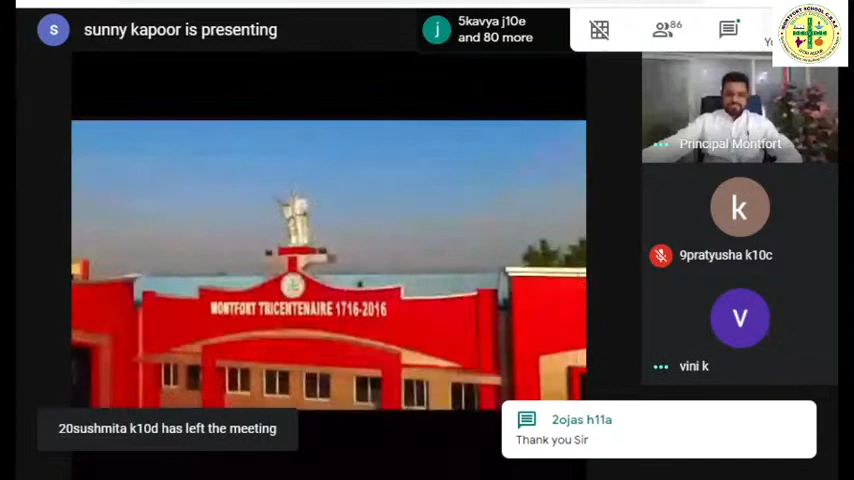 s
sunny kapoor is presenting
j
5kavya j10e
and 80 more
86
Principal Montfort
k
9pratyusha k10c
V
vini k
MONTFORT TRICENTENAIRE 1716-2016
20sushmita k10d has left the meeting
2ojas h11a
Thank you Sir